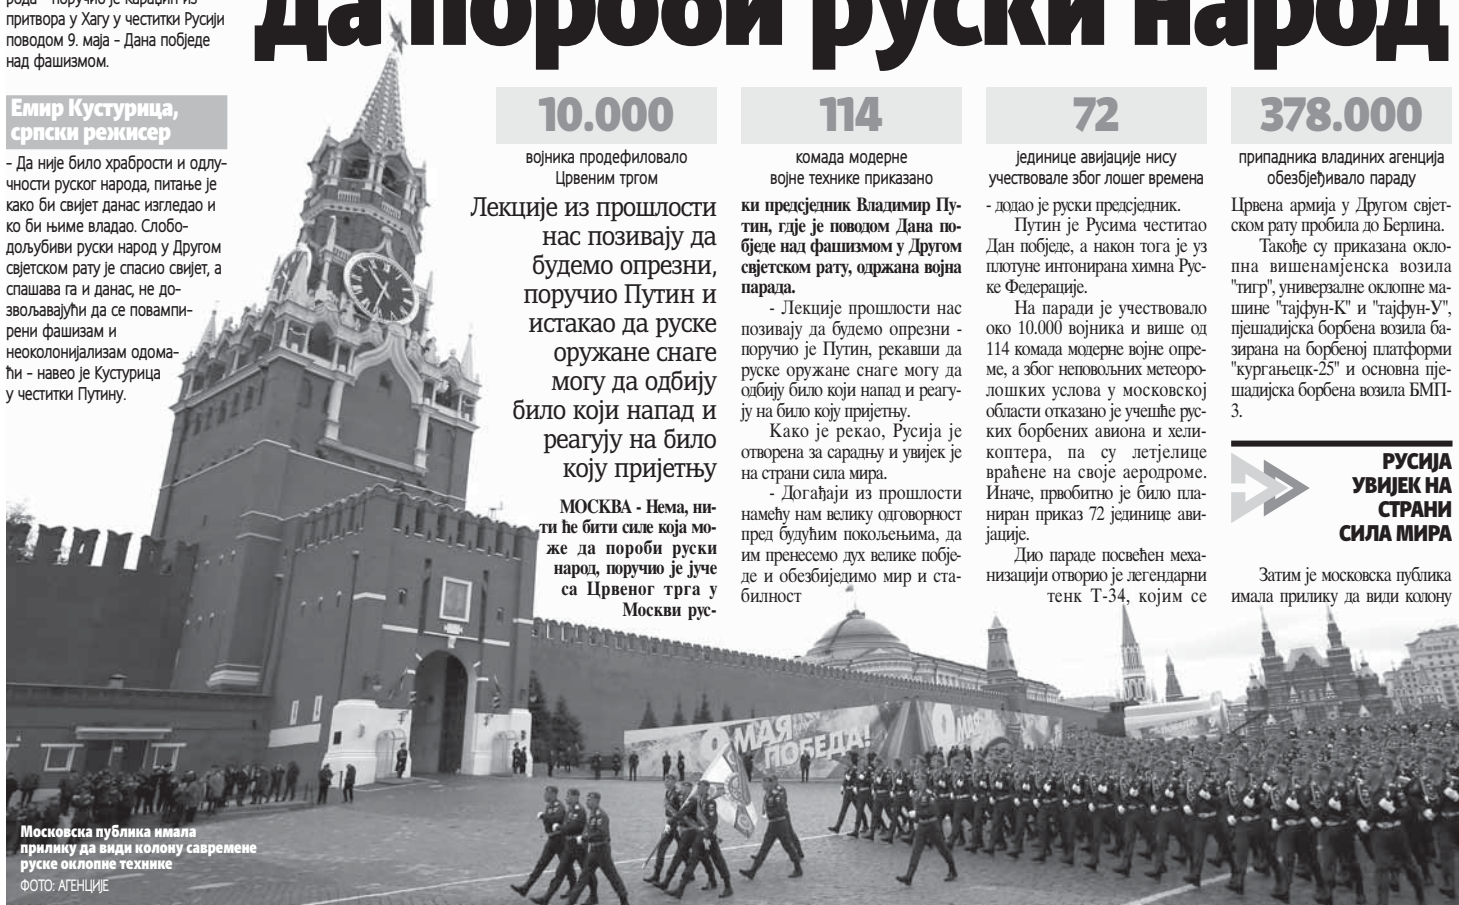 рода - поручио је Караџић из
притвора у Хагу у честитки Русији
поводом 9. маја – Дана побједе
над фашизмом.
Емир Кустурица,
српски режисер
– Да није било храбрости и одлу-
чности руског народа, питање је
како би свијет данас изгледао и
ко би њиме владао. Слобо-
дољубиви руски народ у Другом
свјетском рату је спасио свијет, а
спашава га и данас, не до-
звољавајући да се повампи-
рени фашизам и
неоколонијализам одома-
ћи – навео је Кустурица
у честитки Путину.
да пороби руски народ
10.000
војника продефиловало
Црвеним тргом
114
комада модерне
војне технике приказано
72
јединице авијације нису
учествовале због лошег времена
378.000
припадника владиних агенција
обезбјеђивало параду
Лекције из прошлости
нас позивају да
будемо опрезни,
поручио Путин и
истакао да руске
оружане снаге
могу да одбију
било који напад и
реагују на било
коју пријетњу
МОСКВА - Нема, ни-
ти ће бити силе која мо-
же да пороби руски
народ, поручио је јуче
са Црвеног трга у
Москви рус-
ки предсједник Владимир Пу-
тин, гдје је поводом Дана по-
бједе над фашизмом у Другом
свјетском рату, одржана војна
парада.
- Лекције прошлости нас
позивају да будемо опрезни -
поручио је Путин, рекавши да
руске оружане снаге могу да
одбију било који напад и реагу-
ју на било коју пријетњу.
Како је рекао, Русија је
отворена за сарадњу и увијек је
на страни сила мира.
- Догађаји из прошлости
намећу нам велику одговорност
пред будућим покољењима, да
им пренесемо дух велике побје-
де и обезбиједимо мир и ста-
билност
- додао је руски предсједник.
Путин је Русима честитао
Дан побједе, а након тога је уз
плотуне интонирана химна Рус-
ке Федерације.
На паради је учествовало
око 10.000 војника и више од
114 комада модерне војне опре-
ме, а због неповољних метеоро-
лошких услова у московској
области отказано је учешће рус-
ких борбених авиона и хели-
коптера, па су летјелице
враћене на своје аеродроме.
Иначе, првобитно је било пла-
ниран приказ 72 јединице ави-
јације.
Дио параде посвећен меха-
низацији отворио је легендарни
тенк Т-34, којим се
Црвена армија у Другом свјет-
ском рату пробила до Берлина.
Такође су приказана окло-
пна вишенамјенска возила
"тигр", универзалне оклопне ма-
шине "тајфун-К" и "тајфун-У",
пјешадијска борбена возила ба-
зирана на борбеној платформи
"кургањецк-25" и основна пје-
шадијска борбена возила БМП-
3.
РУСИЈА
УВИЈЕК НА
СТРАНИ
СИЛА МИРА
Затим је московска публика
имала прилику да види колону
9 МАЯ
ПОБЕДА!
9 МАЯ
Московска публика имала
прилику да види колону савремене
руске оклопне технике
ФОТО: АГЕНЦИЈЕ